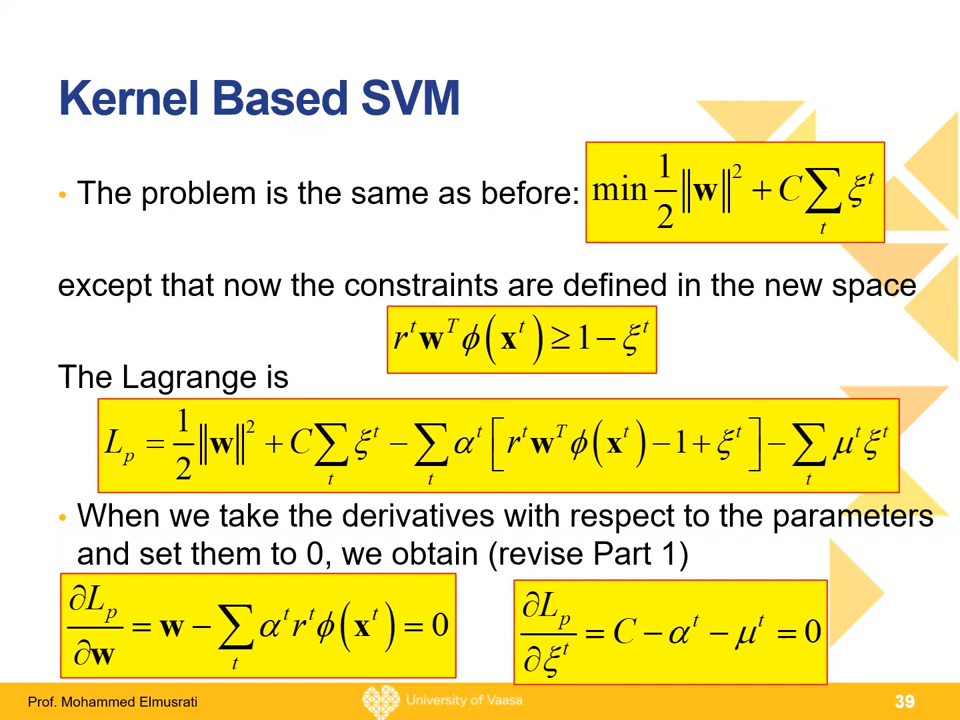 Kernel Based SVM
• The problem is the same as before: min 1/2 ‖w‖² + C ∑_t ξ^t
except that now the constraints are defined in the new space
r^t w^T ϕ(x^t) ≥ 1 − ξ^t
The Lagrange is
L_p = 1/2 ‖w‖² + C ∑_t ξ^t − ∑_t α^t [r^t w^T ϕ(x^t) − 1 + ξ^t] − ∑_t μ^t ξ^t
• When we take the derivatives with respect to the parameters
and set them to 0, we obtain (revise Part 1)
∂L_p/∂w = w − ∑_t α^t r^t ϕ(x^t) = 0
∂L_p/∂ξ^t = C − α^t − μ^t = 0
Prof. Mohammed Elmusrati
University of Vaasa
39